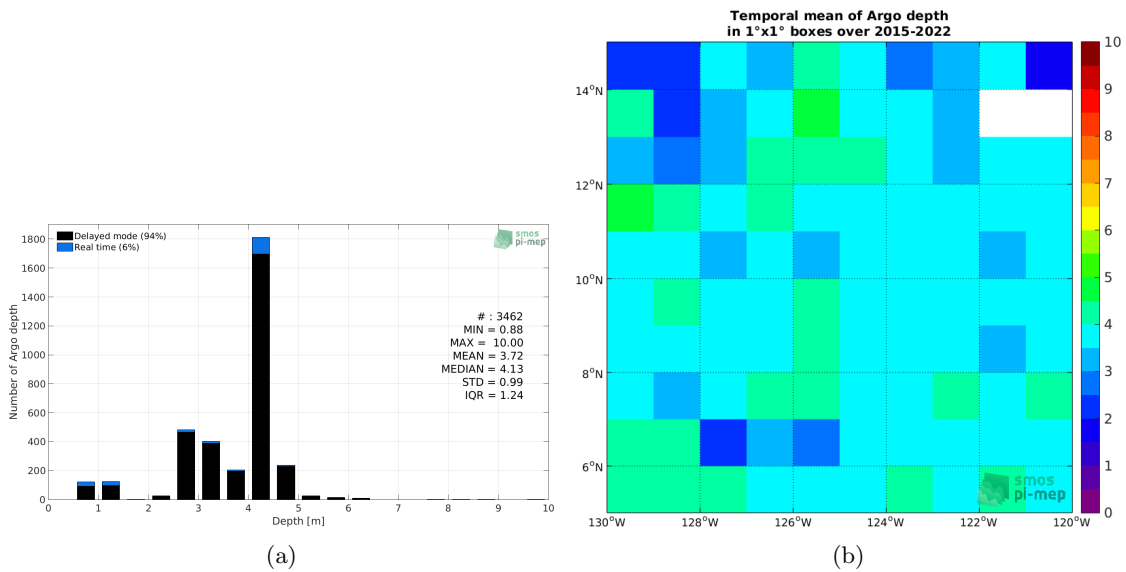 Temporal mean of Argo depth
in 1°x1° boxes over 2015-2022
Delayed mode (94%)
Real time (6%)
smos
pi-mep
# : 3462
MIN = 0.88
MAX = 10.00
MEAN = 3.72
MEDIAN = 4.13
STD = 0.99
IQR = 1.24
Number of Argo depth
1800
1600
1400
1200
1000
800
600
400
200
0
0 1 2 3 4 5 6 7 8 9 10
Depth [m]
(a)
14°N
12°N
10°N
8°N
6°N
130°W 128°W 126°W 124°W 122°W 120°W
smos
pi-mep
10
9
8
7
6
5
4
3
2
1
0
(b)